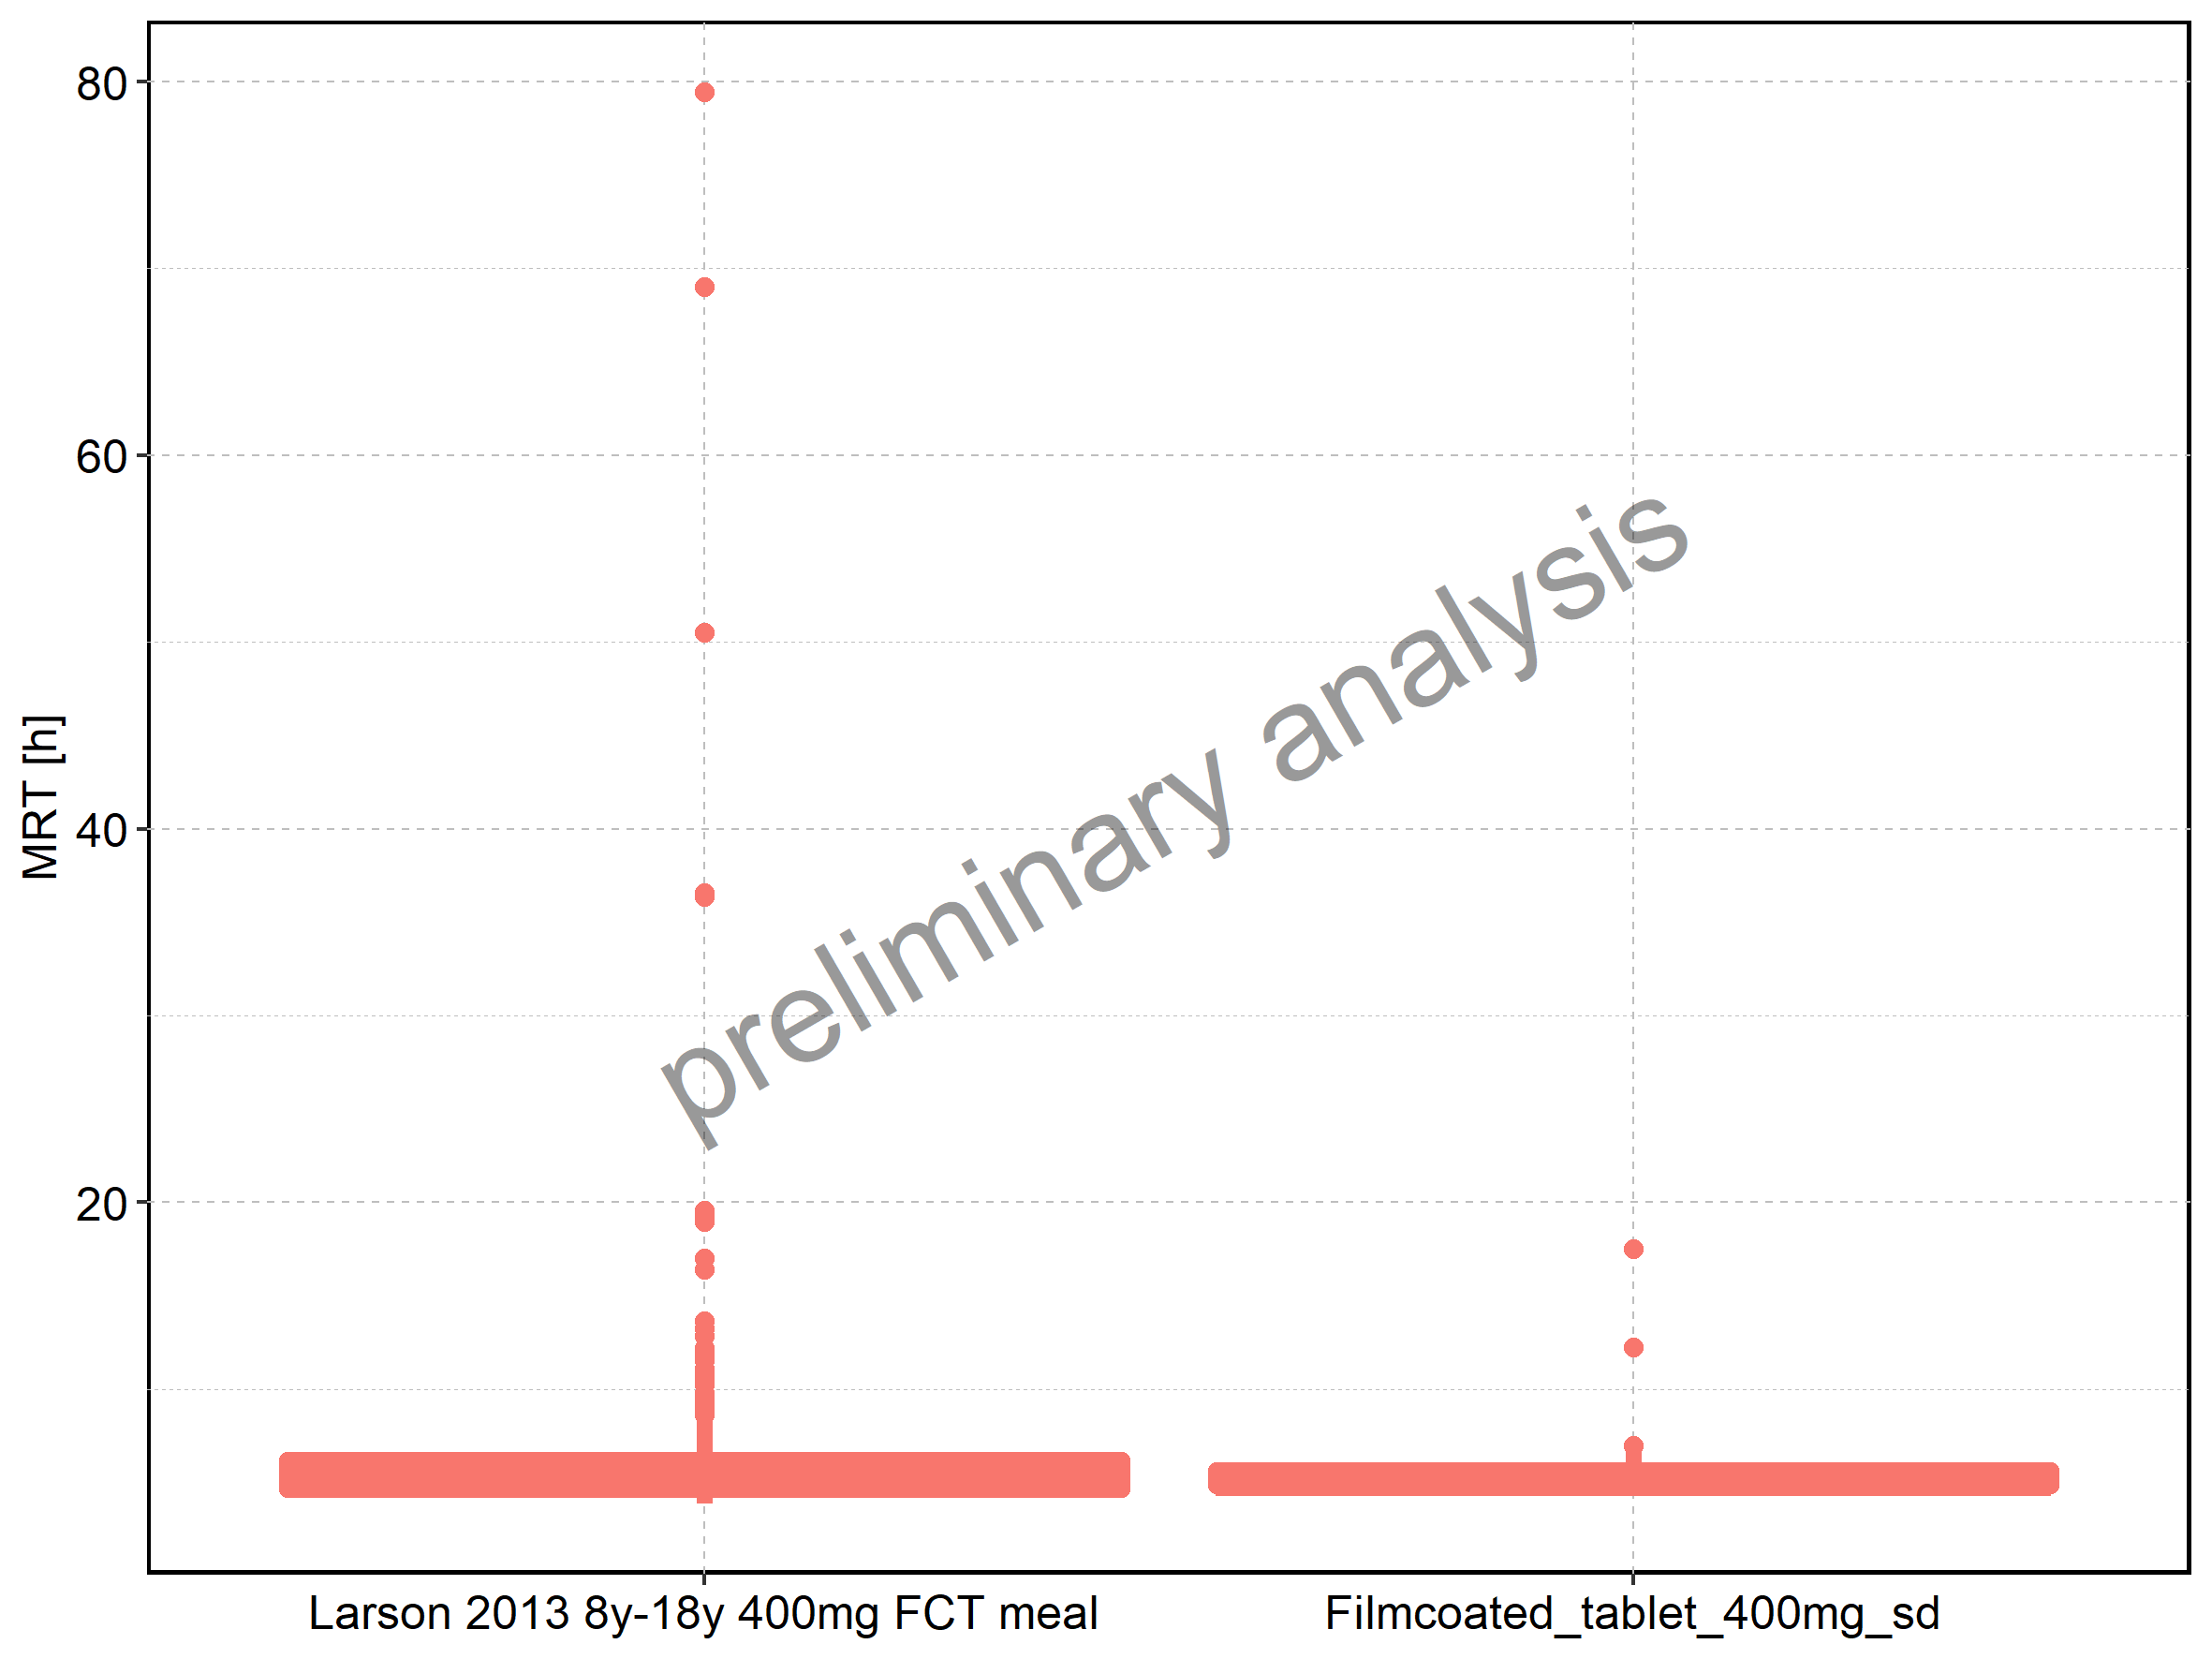 80
60
40
20
MRT [h]
preliminary analysis
Larson 2013 8y-18y 400mg FCT meal
Filmcoated_tablet_400mg_sd